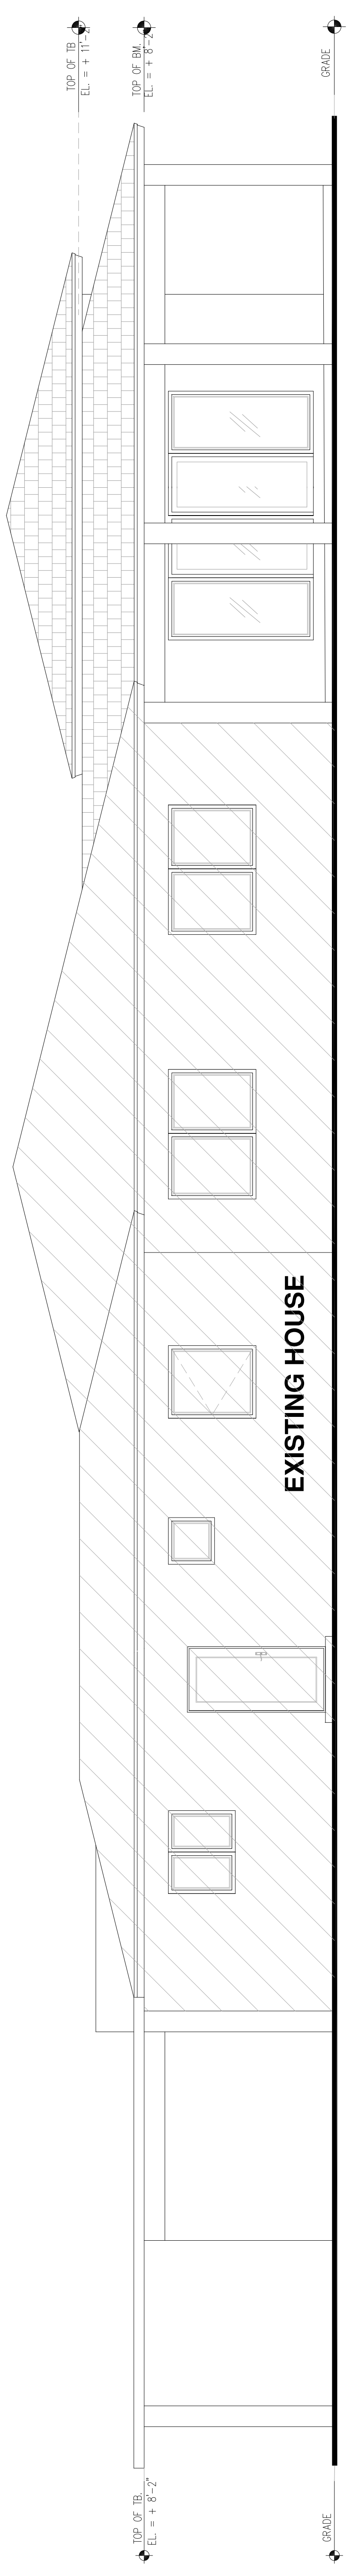 TOP OF TB.
EL. = + 8'-2"
GRADE
EXISTING HOUSE
TOP OF TB
EL. = + 11'-2
TOP OF BM.
EL. = + 8'-2
GRADE